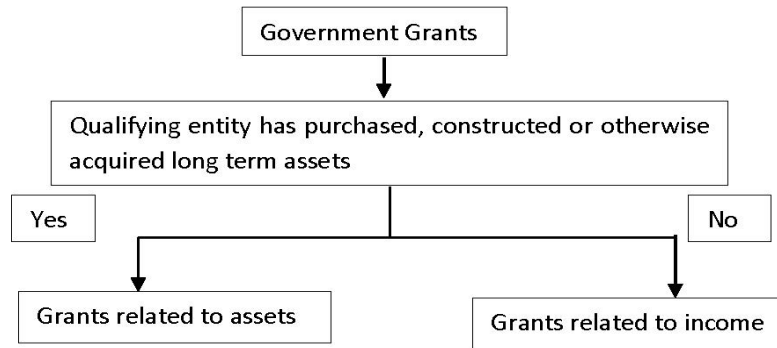 Government Grants
Qualifying entity has purchased, constructed or otherwise
acquired long term assets
Yes
No
Grants related to assets
Grants related to income